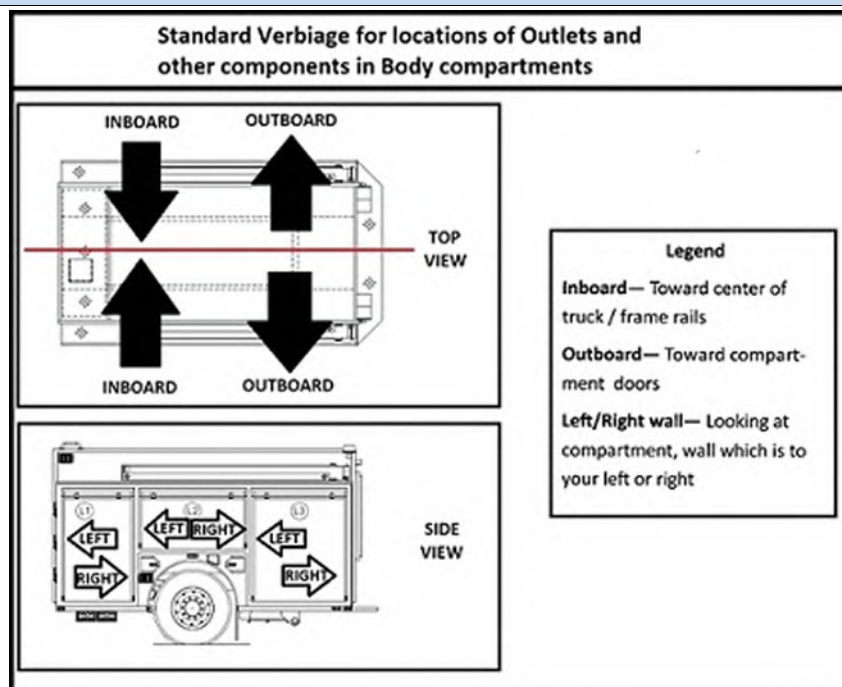 Standard Verbiage for locations of Outlets and
other components in Body compartments
INBOARD
OUTBOARD
TOP
VIEW
INBOARD
OUTBOARD
Legend
Inboard— Toward center of
truck / frame rails
Outboard— Toward compart-
ment doors
Left/Right wall— Looking at
compartment, wall which is to
your left or right
L1
L2
L3
LEFT
LEFT
RIGHT
LEFT
RIGHT
RIGHT
SIDE
VIEW